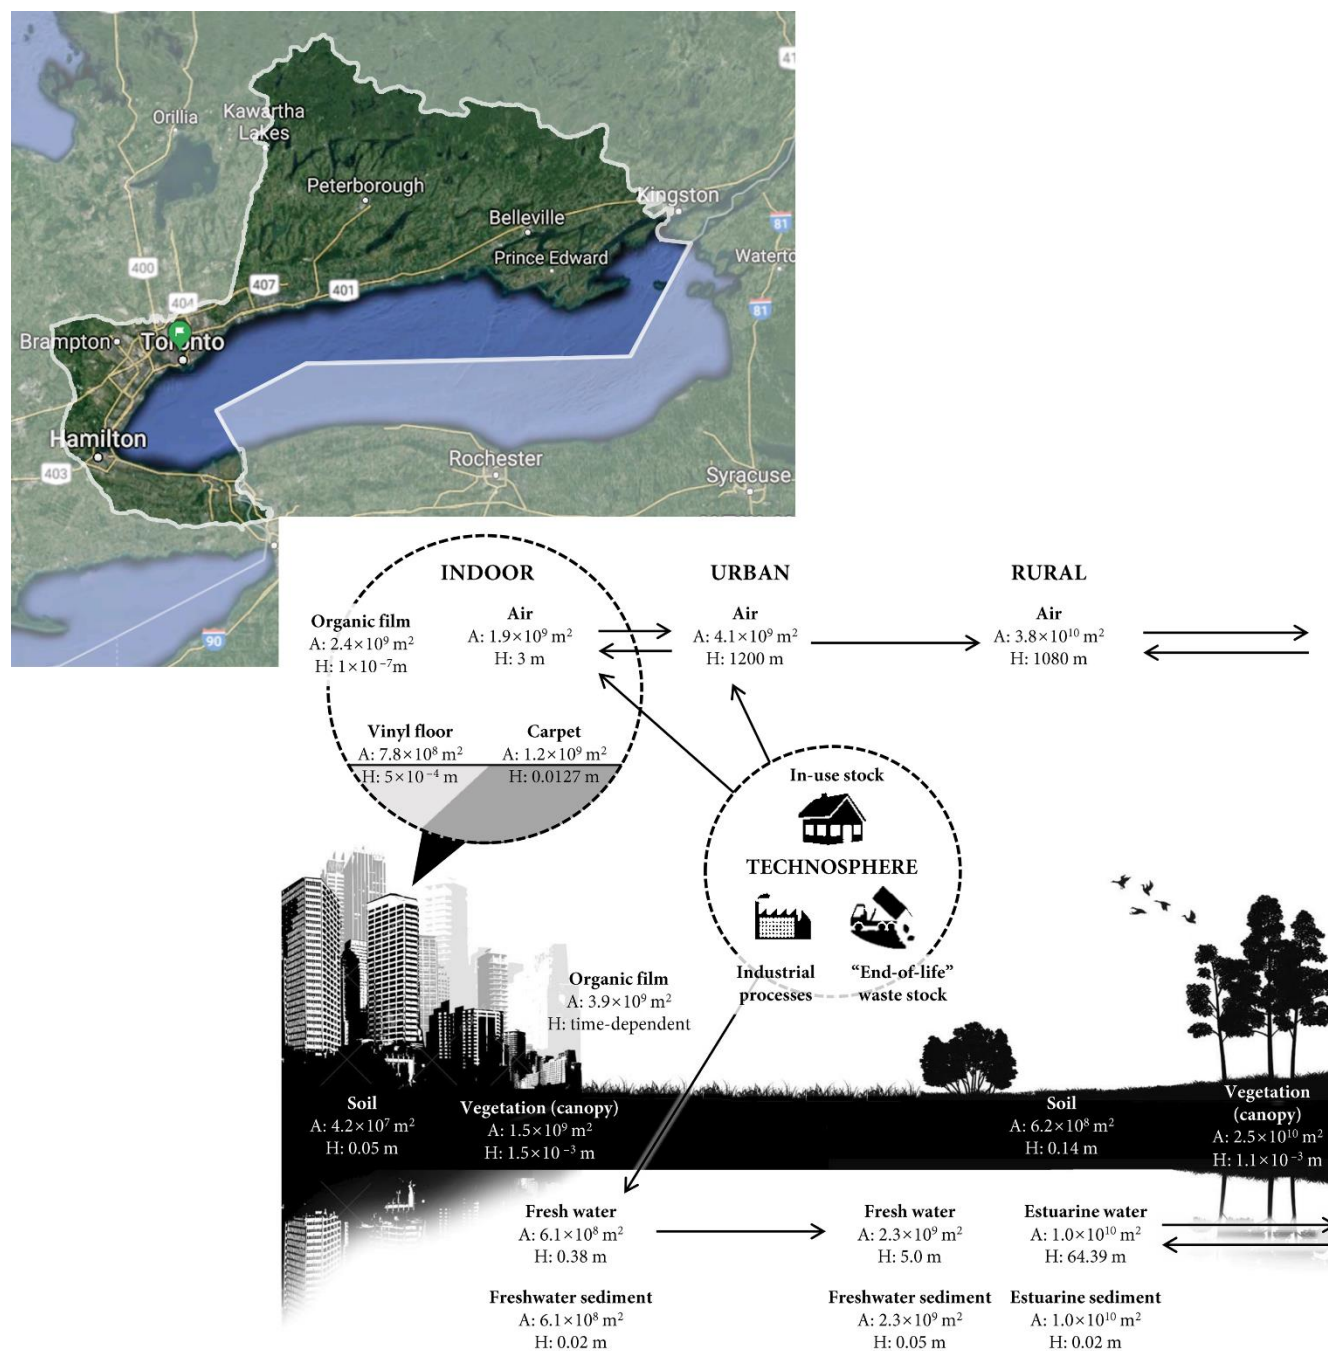 41
Orillia
Kawartha
Lakes
Peterborough
Kingston
Belleville
81
400
Prince Edward
Waterto
407
401
404
81
Brampton
Toronto
Hamilton
403
Rochester
Syracuse
90
INDOOR
URBAN
RURAL
Organic film
A: 2.4×10⁹ m²
H: 1×10⁻⁷m
Air
A: 1.9×10⁹ m²
H: 3 m
Air
A: 4.1×10⁹ m²
H: 1200 m
Air
A: 3.8×10¹⁰ m²
H: 1080 m
Vinyl floor
A: 7.8×10⁸ m²
H: 5×10⁻⁴ m
Carpet
A: 1.2×10⁹ m²
H: 0.0127 m
In-use stock
TECHNOSPHERE
Industrial
processes
“End-of-life”
waste stock
Organic film
A: 3.9×10⁹ m²
H: time-dependent
Soil
A: 4.2×10⁷ m²
H: 0.05 m
Vegetation (canopy)
A: 1.5×10⁹ m²
H: 1.5×10⁻³ m
Soil
A: 6.2×10⁸ m²
H: 0.14 m
Vegetation
(canopy)
A: 2.5×10¹⁰ m²
H: 1.1×10⁻³ m
Fresh water
A: 6.1×10⁸ m²
H: 0.38 m
Fresh water
A: 2.3×10⁹ m²
H: 5.0 m
Estuarine water
A: 1.0×10¹⁰ m²
H: 64.39 m
Freshwater sediment
A: 6.1×10⁸ m²
H: 0.02 m
Freshwater sediment
A: 2.3×10⁹ m²
H: 0.05 m
Estuarine sediment
A: 1.0×10¹⁰ m²
H: 0.02 m